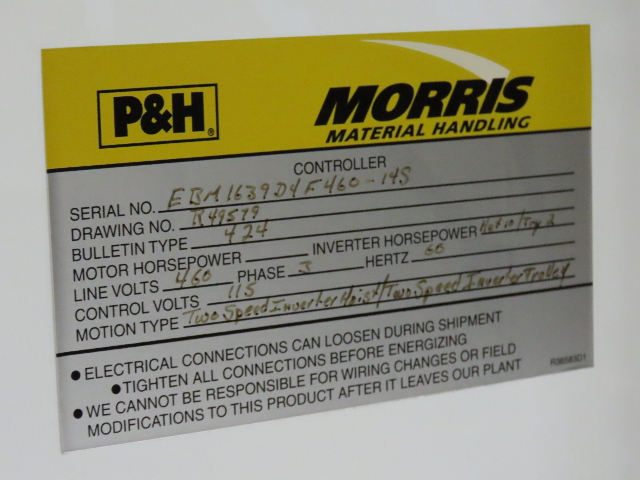 P&H®
MORRIS
MATERIAL HANDLING
CONTROLLER
SERIAL NO. EBM1639D4F460-14S
DRAWING NO. R49579
BULLETIN TYPE 424
MOTOR HORSEPOWER INVERTER HORSEPOWER
LINE VOLTS 460 PHASE 3 HERTZ 60
CONTROL VOLTS 115
MOTION TYPE Two Speed Inverter Hoist/Two Speed Inverter Trolley
• ELECTRICAL CONNECTIONS CAN LOOSEN DURING SHIPMENT
• TIGHTEN ALL CONNECTIONS BEFORE ENERGIZING
• WE CANNOT BE RESPONSIBLE FOR WIRING CHANGES OR FIELD
MODIFICATIONS TO THIS PRODUCT AFTER IT LEAVES OUR PLANT